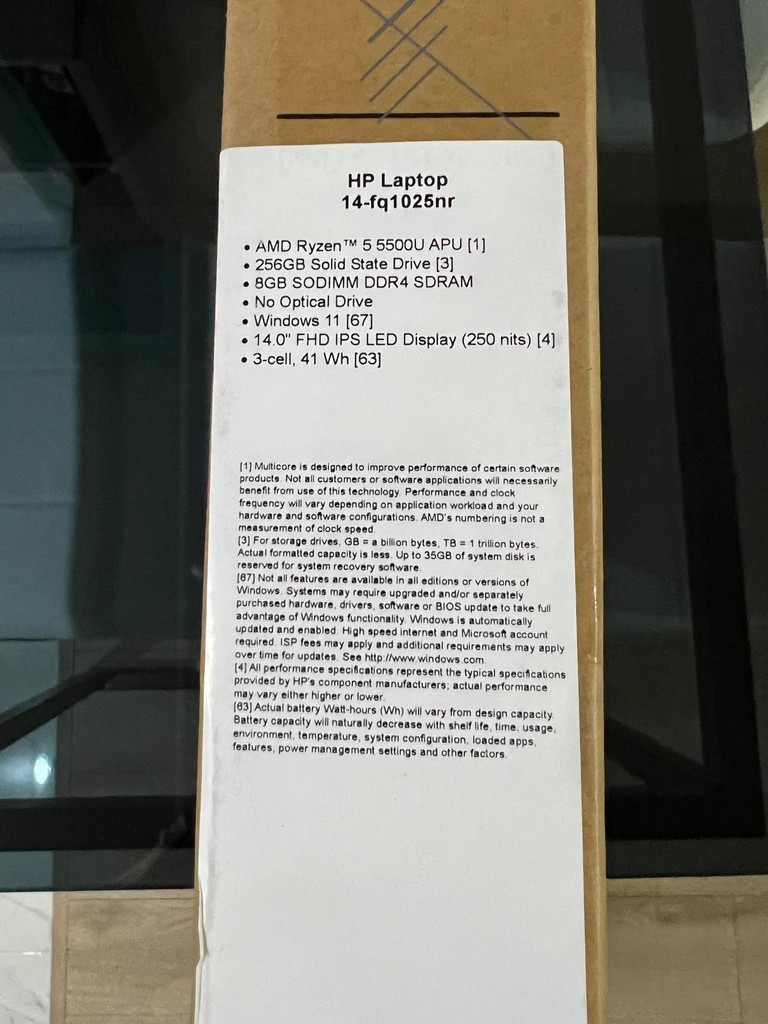 HP Laptop
14-fq1025nr
• AMD Ryzen™ 5 5500U APU [1]
• 256GB Solid State Drive [3]
• 8GB SODIMM DDR4 SDRAM
• No Optical Drive
• Windows 11 [67]
• 14.0" FHD IPS LED Display (250 nits) [4]
• 3-cell, 41 Wh [63]
[1] Multicore is designed to improve performance of certain software
products. Not all customers or software applications will necessarily
benefit from use of this technology. Performance and clock
frequency will vary depending on application workload and your
hardware and software configurations. AMD's numbering is not a
measurement of clock speed.
[3] For storage drives, GB = a billion bytes, TB = 1 trillion bytes.
Actual formatted capacity is less. Up to 35GB of system disk is
reserved for system recovery software.
[67] Not all features are available in all editions or versions of
Windows. Systems may require upgraded and/or separately
purchased hardware, drivers, software or BIOS update to take full
advantage of Windows functionality. Windows is automatically
updated and enabled. High speed internet and Microsoft account
required. ISP fees may apply and additional requirements may apply
over time for updates. See http://www.windows.com.
[4] All performance specifications represent the typical specifications
provided by HP's component manufacturers; actual performance
may vary either higher or lower.
[63] Actual battery Watt-hours (Wh) will vary from design capacity.
Battery capacity will naturally decrease with shelf life, time, usage,
environment, temperature, system configuration, loaded apps,
features, power management settings and other factors.